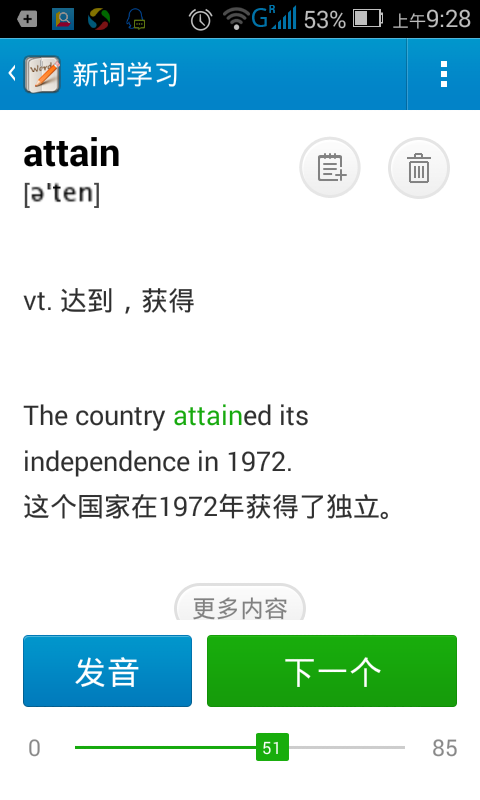 G R 53% 上午9:28
Words 新词学习
attain
[ə'ten]
vt. 达到，获得
The country attained its
independence in 1972.
这个国家在1972年获得了独立。
更多内容
发音 下一个
0 51 85